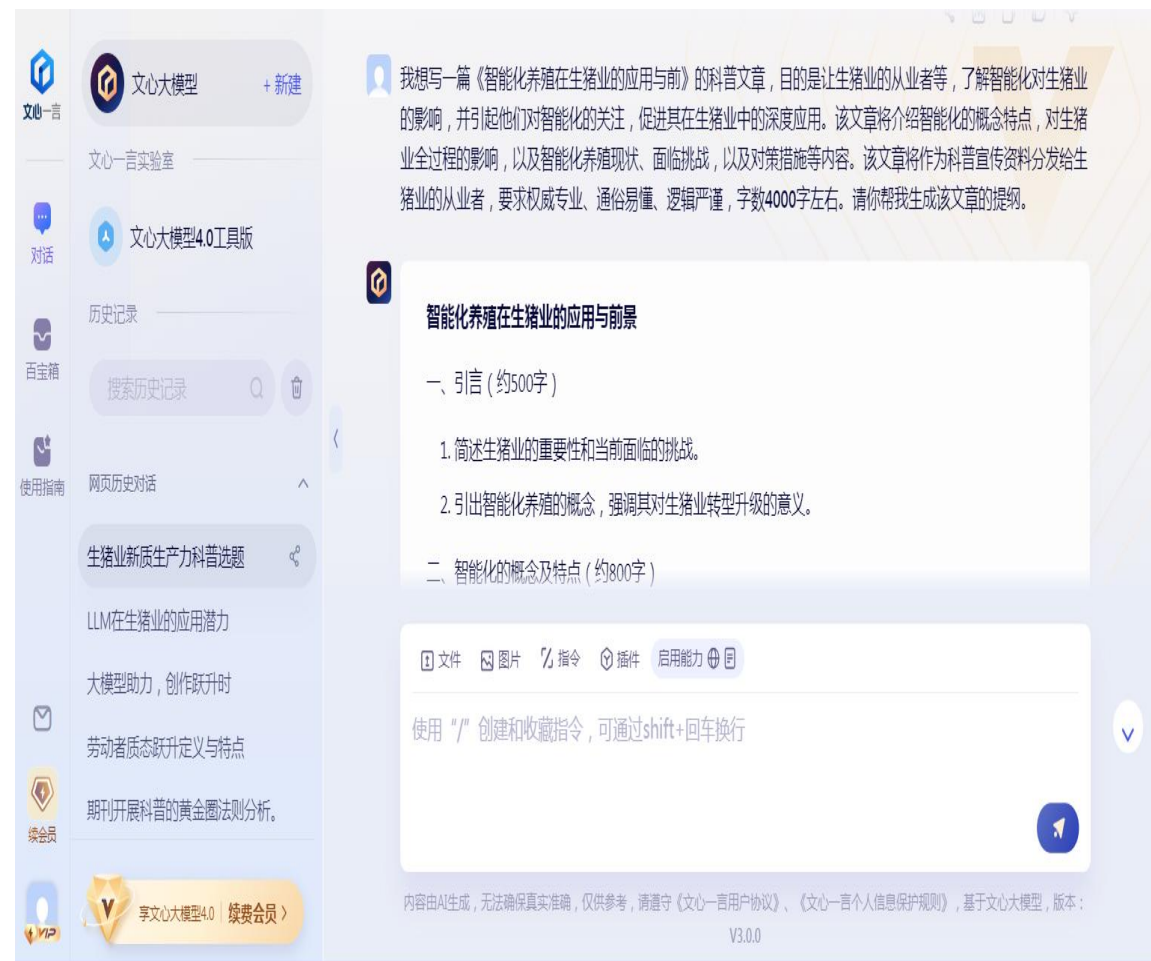 文心一言
对话
百宝箱
使用指南
续会员
VIP
文心大模型
+ 新建
文心一言实验室
文心大模型4.0工具版
历史记录
搜索历史记录
网页历史对话
生猪业新质生产力科普选题
LLM在生猪业的应用潜力
大模型助力，创作跃升时
劳动者质态跃升定义与特点
期刊开展科普的黄金圈法则分析。
V
享文心大模型4.0 | 续费会员 >
我想写一篇《智能化养殖在生猪业的应用与前》的科普文章，目的是让生猪业的从业者等，了解智能化对生猪业
的影响，并引起他们对智能化的关注，促进其在生猪业中的深度应用。该文章将介绍智能化的概念特点，对生猪
业全过程的影响，以及智能化养殖现状、面临挑战，以及对策措施等内容。该文章将作为科普宣传资料分发给生
猪业的从业者，要求权威专业、通俗易懂、逻辑严谨，字数4000字左右。请你帮我生成该文章的提纲。
智能化养殖在生猪业的应用与前景
一、引言（约500字）
1. 简述生猪业的重要性和当前面临的挑战。
2. 引出智能化养殖的概念，强调其对生猪业转型升级的意义。
二、智能化的概念及特点（约800字）
文件 图片 指令 插件 启用能力
使用“/”创建和收藏指令，可通过shift+回车换行
内容由AI生成，无法确保真实准确，仅供参考，请遵守《文心一言用户协议》、《文心一言个人信息保护规则》，基于文心大模型，版本：
V3.0.0